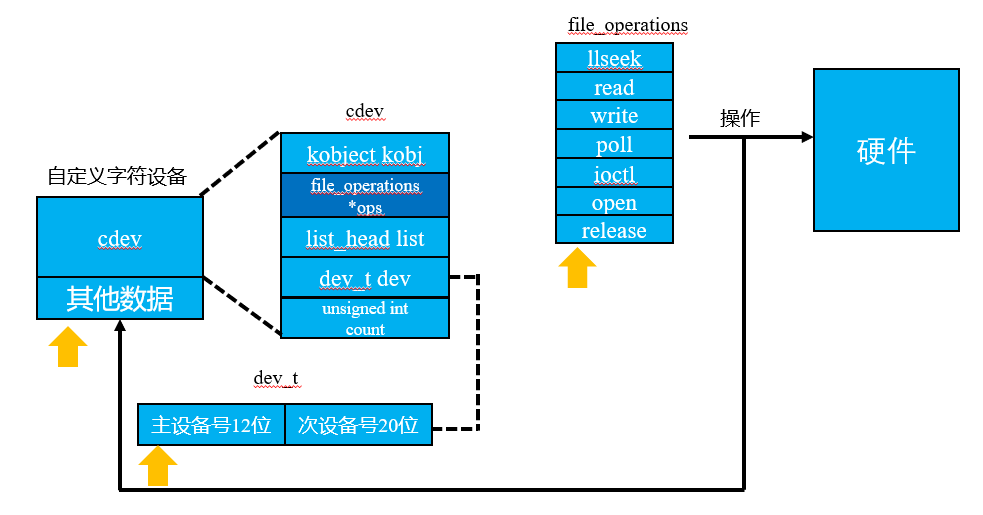 file_operations
llseek
read
write
poll
ioctl
open
release
操作
硬件
cdev
kobject kobj
file_operations
*ops
list_head list
dev_t dev
unsigned int
count
自定义字符设备
cdev
其他数据
dev_t
主设备号12位
次设备号20位